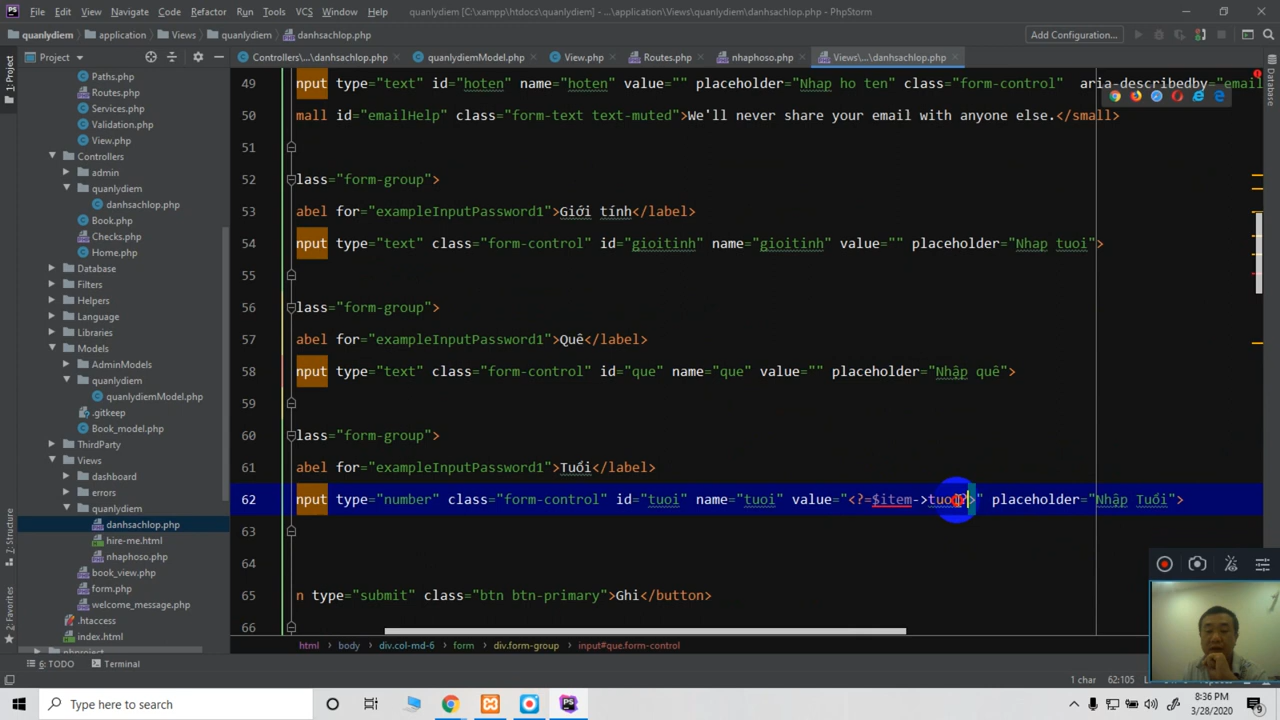 File Edit View Navigate Code Refactor Run Tools VCS Window Help quanlydiem [C:\xampp\htdocs\quanlydiem] - ...\application\Views\quanlydiem\danhsachlop.php - PhpStorm
quanlydiem application Views quanlydiem danhsachlop.php Add Configuration...
Project Controllers\...\danhsachlop.php quanlydiemModel.php View.php Routes.php nhaphoso.php Views\...\danhsachlop.php
1: Project
7: Structure
2: Favorites
Database
Paths.php
Routes.php
Services.php
Validation.php
View.php
Controllers
admin
quanlydiem
danhsachlop.php
Book.php
Checks.php
Home.php
Database
Filters
Helpers
Language
Libraries
Models
AdminModels
quanlydiem
quanlydiemModel.php
.gitkeep
Book_model.php
ThirdParty
Views
dashboard
errors
quanlydiem
danhsachlop.php
hire-me.html
nhaphoso.php
book_view.php
form.php
welcome_message.php
.htaccess
index.html
49 nput type="text" id="hoten" name="hoten" value="" placeholder="Nhap ho ten" class="form-control" aria-describedby="email
50 mall id="emailHelp" class="form-text text-muted">We'll never share your email with anyone else.</small>
51
52 lass="form-group">
53 abel for="exampleInputPassword1">Giới tính</label>
54 nput type="text" class="form-control" id="gioitinh" name="gioitinh" value="" placeholder="Nhap tuoi">
55
56 lass="form-group">
57 abel for="exampleInputPassword1">Quê</label>
58 nput type="text" class="form-control" id="que" name="que" value="" placeholder="Nhập quê">
59
60 lass="form-group">
61 abel for="exampleInputPassword1">Tuổi</label>
62 nput type="number" class="form-control" id="tuoi" name="tuoi" value="<?=$item->tuoi?>" placeholder="Nhập Tuổi">
63
64
65 n type="submit" class="btn btn-primary">Ghi</button>
66
html body div.col-md-6 form div.form-group input#que.form-control
6: TODO Terminal
1 char 62:105
Type here to search
8:36 PM
3/28/2020
9